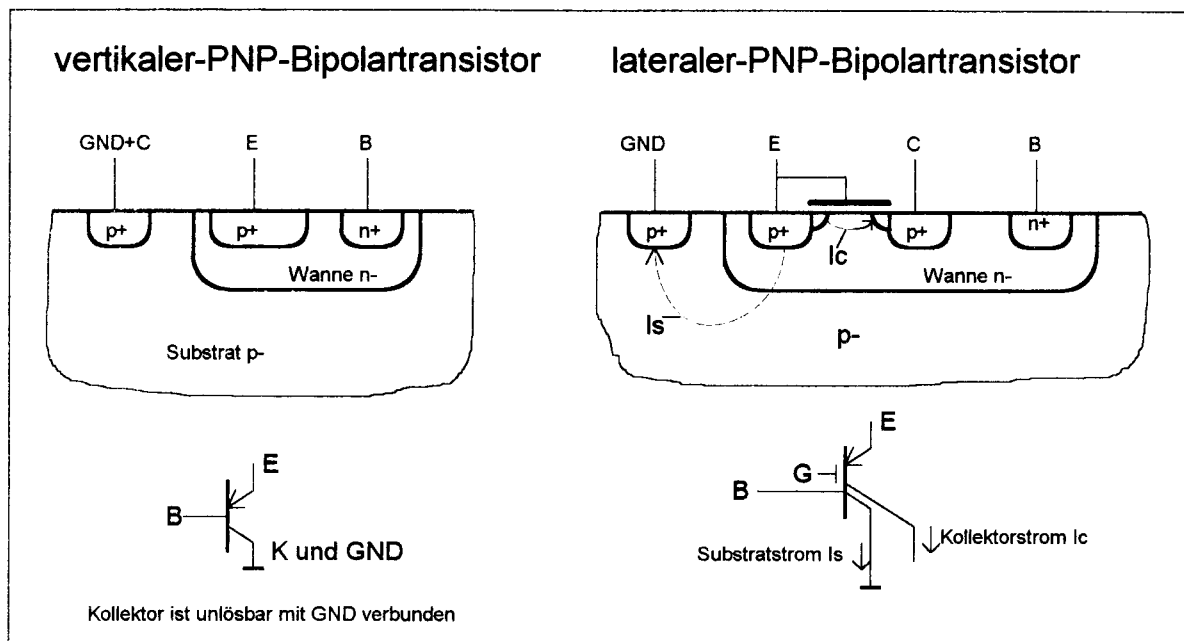 vertikaler-PNP-Bipolartransistor
GND+C E B
p+ p+ n+
Wanne n-
Substrat p-
E
B
K und GND
Kollektor ist unlösbar mit GND verbunden
lateraler-PNP-Bipolartransistor
GND E C B
p+ p+ p+ n+
Ic
Wanne n-
Is
p-
E
G
B
Substratstrom Is
Kollektorstrom Ic